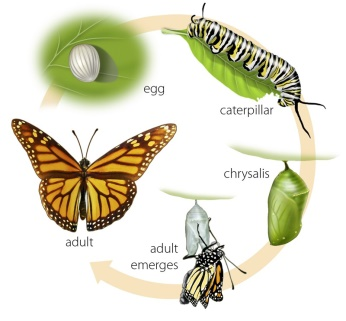 egg
caterpillar
chrysalis
adult
emerges
adult